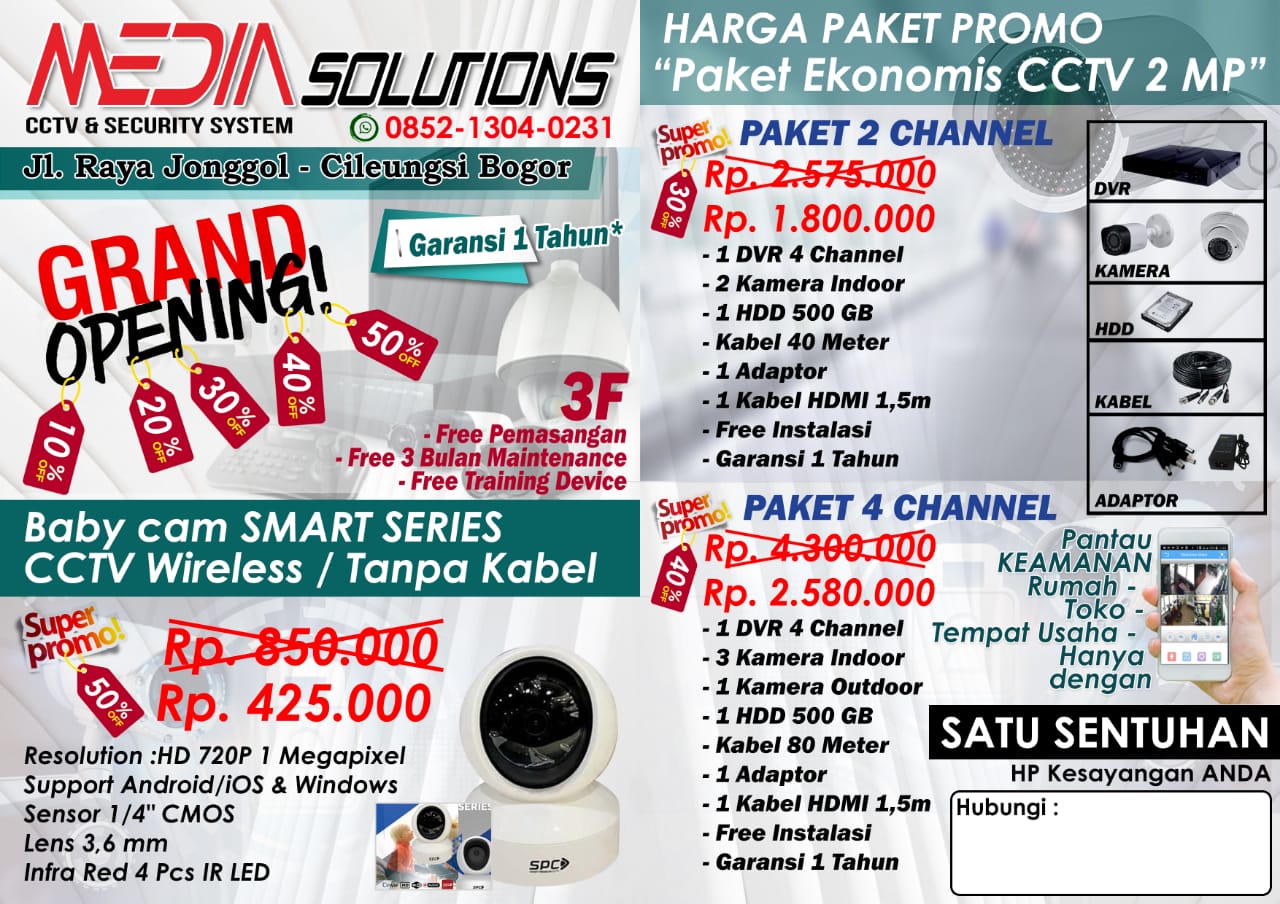 MEDIA SOLUTIONS
CCTV & SECURITY SYSTEM
0852-1304-0231
Jl. Raya Jonggol - Cileungsi Bogor
GRAND
OPENING!
Garansi 1 Tahun*
10% OFF
20% OFF
30% OFF
40% OFF
50% OFF
3F
- Free Pemasangan
- Free 3 Bulan Maintenance
- Free Training Device
Baby cam SMART SERIES
CCTV Wireless / Tanpa Kabel
Super
promo!
50% OFF
Rp. 850.000
Rp. 425.000
Resolution :HD 720P 1 Megapixel
Support Android/iOS & Windows
Sensor 1/4" CMOS
Lens 3,6 mm
Infra Red 4 Pcs IR LED
SERIES
SPC
SPC
SPC
HARGA PAKET PROMO
“Paket Ekonomis CCTV 2 MP”
Super
promo!
30% OFF
PAKET 2 CHANNEL
Rp. 2.575.000
Rp. 1.800.000
- 1 DVR 4 Channel
- 2 Kamera Indoor
- 1 HDD 500 GB
- Kabel 40 Meter
- 1 Adaptor
- 1 Kabel HDMI 1,5m
- Free Instalasi
- Garansi 1 Tahun
DVR
KAMERA
HDD
KABEL
ADAPTOR
Super
promo!
40% OFF
PAKET 4 CHANNEL
Rp. 4.300.000
Rp. 2.580.000
- 1 DVR 4 Channel
- 3 Kamera Indoor
- 1 Kamera Outdoor
- 1 HDD 500 GB
- Kabel 80 Meter
- 1 Adaptor
- 1 Kabel HDMI 1,5m
- Free Instalasi
- Garansi 1 Tahun
Pantau
KEAMANAN
Rumah -
Toko -
Tempat Usaha -
Hanya
dengan
SATU SENTUHAN
HP Kesayangan ANDA
Hubungi :